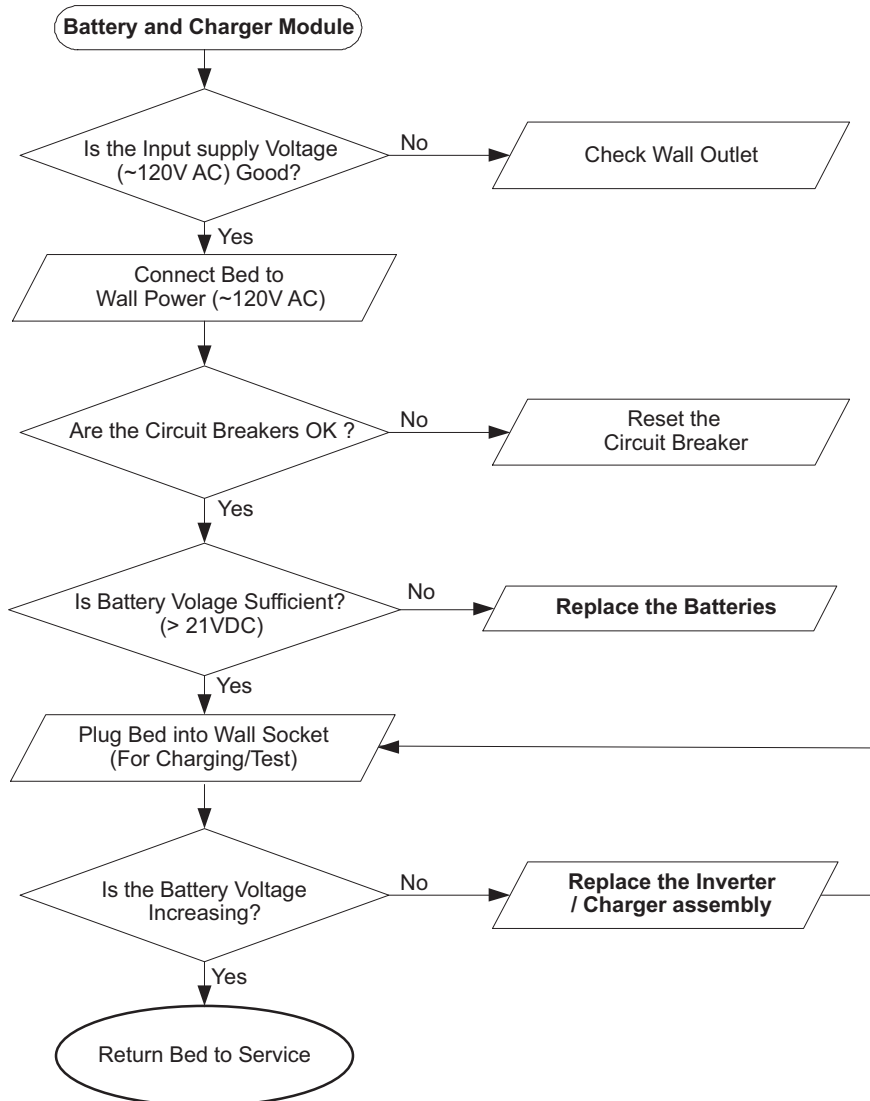 Battery and Charger Module
Is the Input supply Voltage
(~120V AC) Good?
No
Check Wall Outlet
Yes
Connect Bed to
Wall Power (~120V AC)
Are the Circuit Breakers OK ?
No
Reset the
Circuit Breaker
Yes
Is Battery Volage Sufficient?
(> 21VDC)
No
Replace the Batteries
Yes
Plug Bed into Wall Socket
(For Charging/Test)
Is the Battery Voltage
Increasing?
No
Replace the Inverter
/ Charger assembly
Yes
Return Bed to Service